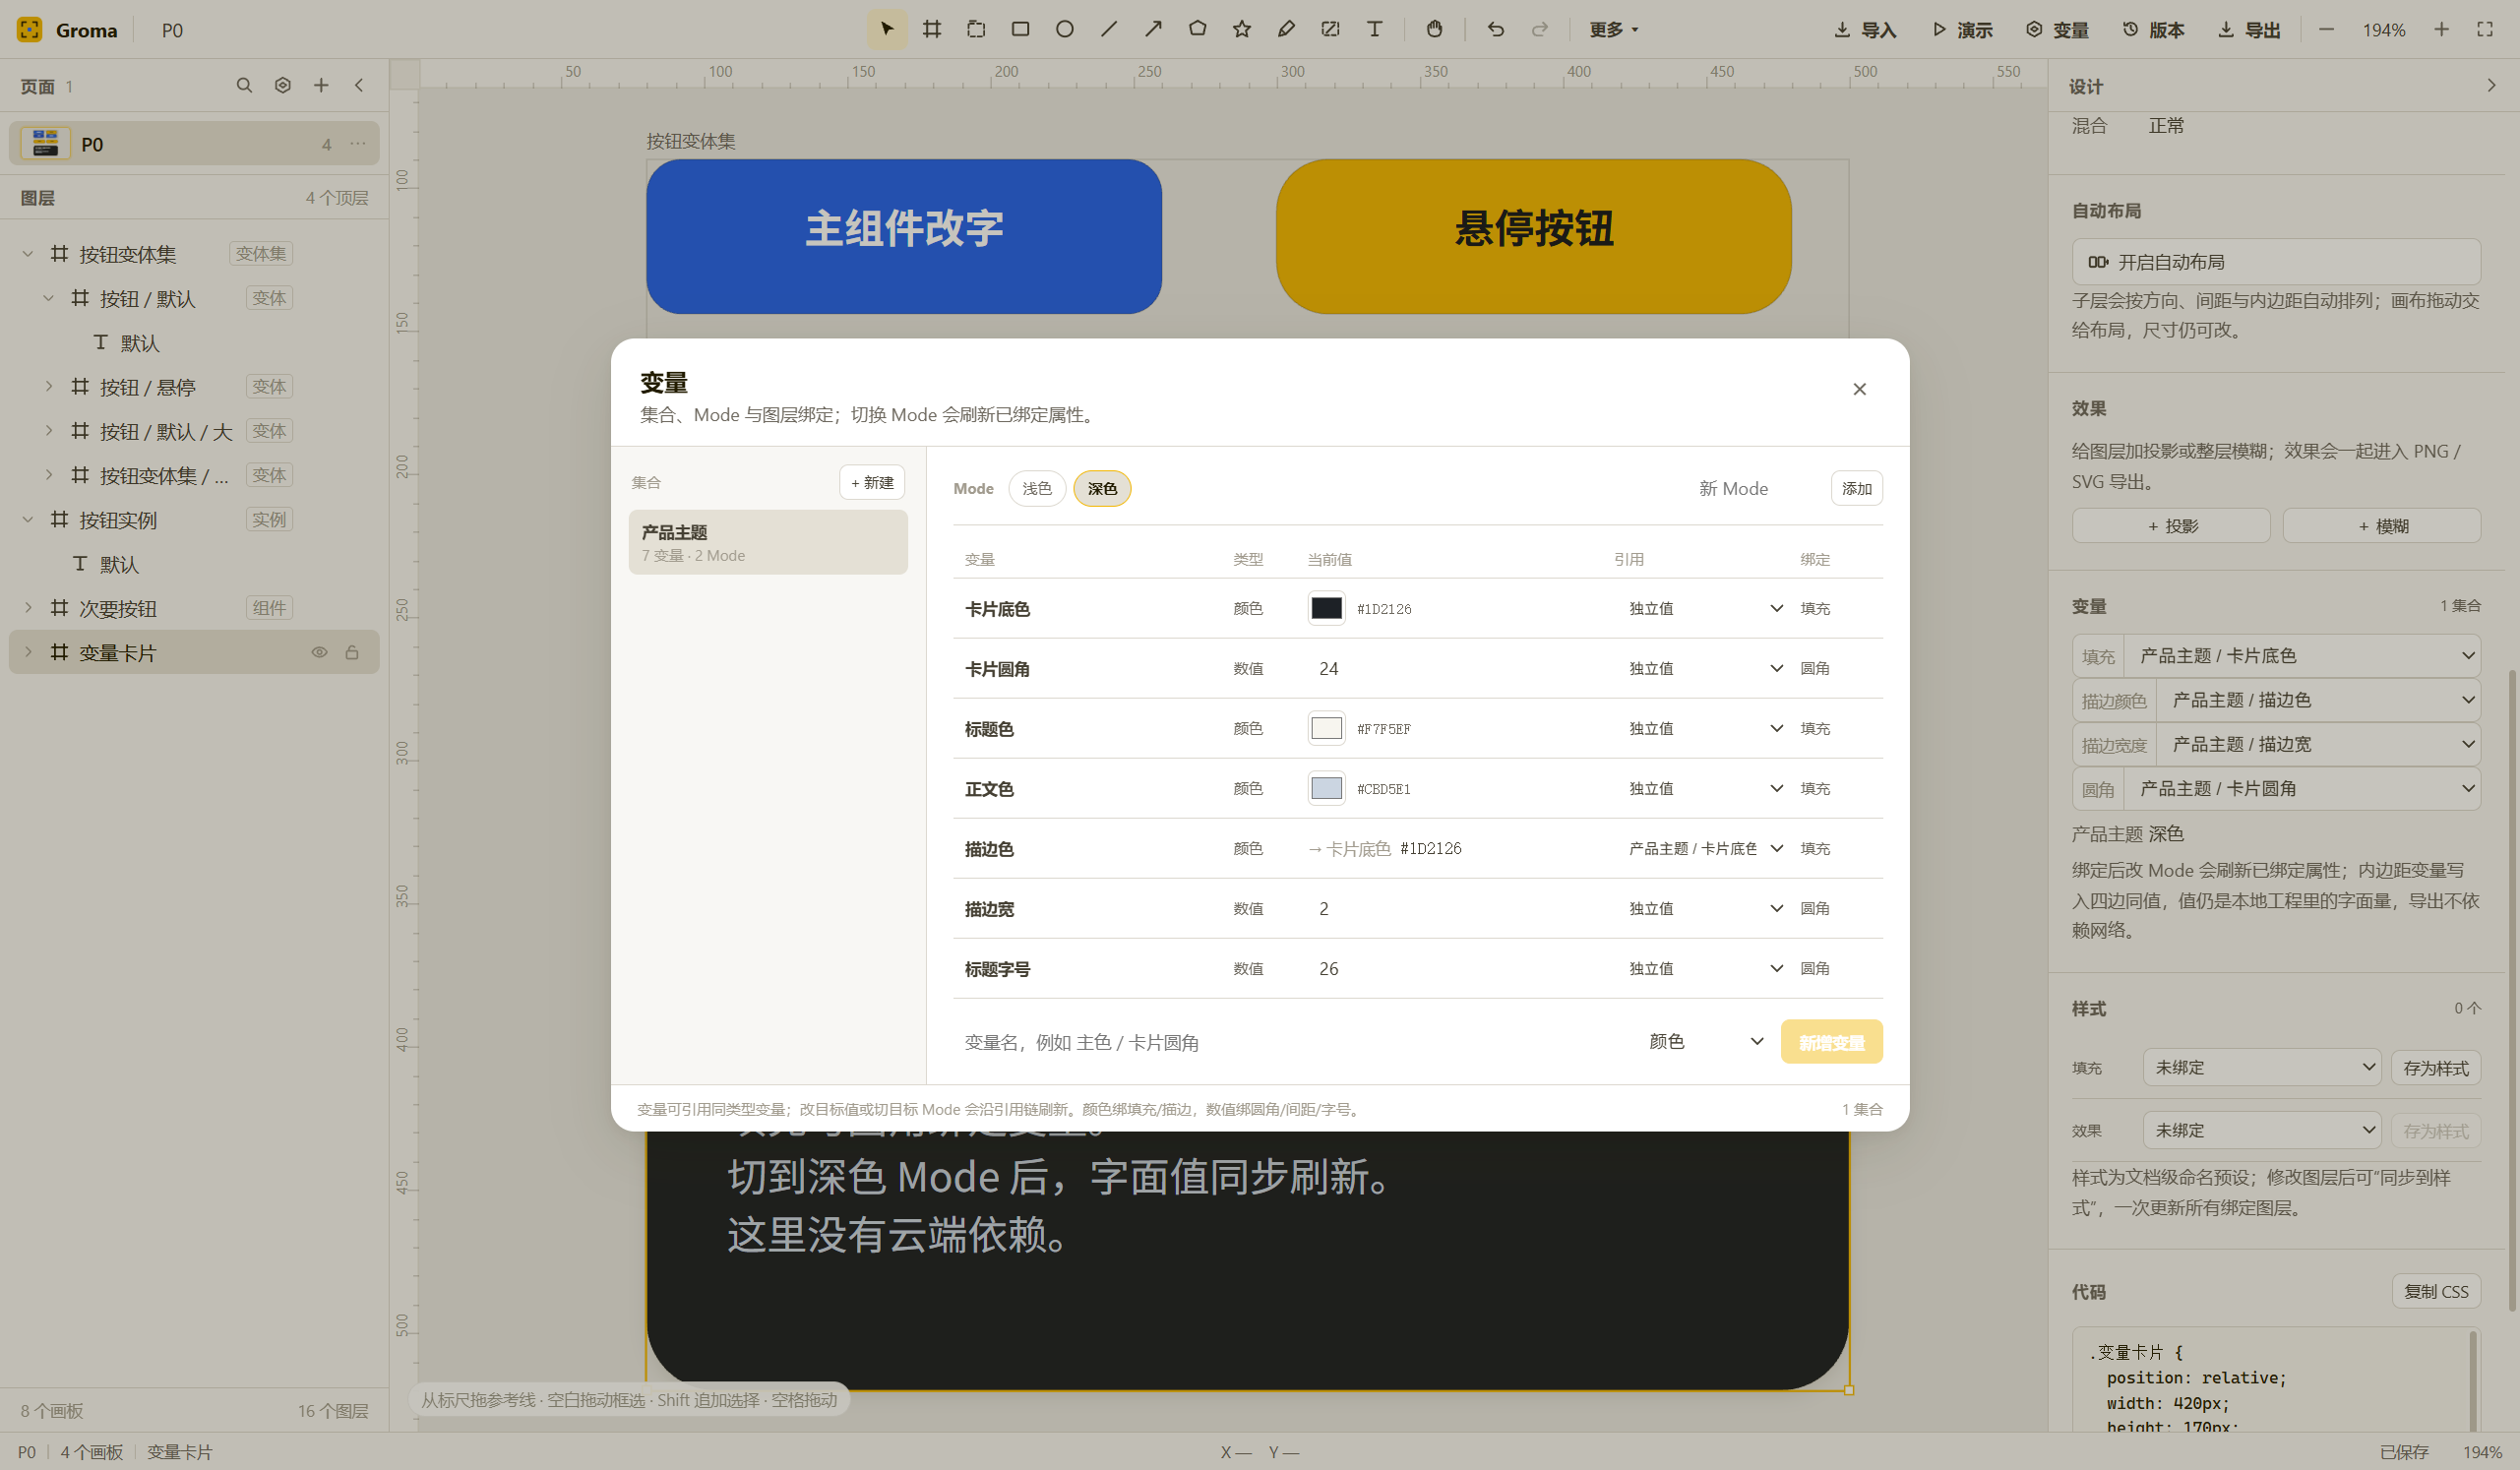 Groma
P0
更多
导入
演示
变量
版本
导出
194%
页面 1
P0
4
图层
4 个顶层
按钮变体集
变体集
按钮 / 默认
变体
默认
按钮 / 悬停
变体
按钮 / 默认 / 大
变体
按钮变体集 / ...
变体
按钮实例
实例
默认
次要按钮
组件
变量卡片
8 个画板
16 个图层
50 100 150 200 250 300 350 400 450 500 550
100
150
200
250
300
350
400
450
500
按钮变体集
主组件改字
悬停按钮
变量
集合、Mode 与图层绑定；切换 Mode 会刷新已绑定属性。
集合
+ 新建
产品主题
7 变量 · 2 Mode
Mode
浅色
深色
新 Mode
添加
变量 类型 当前值 引用 绑定
卡片底色 颜色 #1D2126 独立值 填充
卡片圆角 数值 24 独立值 圆角
标题色 颜色 #F7F5EF 独立值 填充
正文色 颜色 #CBD5E1 独立值 填充
描边色 颜色 → 卡片底色 #1D2126 产品主题 / 卡片底色 填充
描边宽 数值 2 独立值 圆角
标题字号 数值 26 独立值 圆角
变量名，例如 主色 / 卡片圆角
颜色
新增变量
变量可引用同类型变量；改目标值或切目标 Mode 会沿引用链刷新。颜色绑填充/描边，数值绑圆角/间距/字号。
1 集合
切到深色 Mode 后，字面值同步刷新。
这里没有云端依赖。
从标尺拖参考线 · 空白拖动框选 · Shift 追加选择 · 空格拖动
设计
混合 正常
自动布局
开启自动布局
子层会按方向、间距与内边距自动排列；画布拖动交
给布局，尺寸仍可改。
效果
给图层加投影或整层模糊；效果会一起进入 PNG /
SVG 导出。
+ 投影
+ 模糊
变量
1 集合
填充 产品主题 / 卡片底色
描边颜色 产品主题 / 描边色
描边宽度 产品主题 / 描边宽
圆角 产品主题 / 卡片圆角
产品主题 深色
绑定后改 Mode 会刷新已绑定属性；内边距变量写
入四边同值，值仍是本地工程里的字面量，导出不依
赖网络。
样式
0 个
填充 未绑定 存为样式
效果 未绑定 存为样式
样式为文档级命名预设；修改图层后可“同步到样
式”，一次更新所有绑定图层。
代码
复制 CSS
.变量卡片 {
position: relative;
width: 420px;
height: 170px;
P0
4 个画板
变量卡片
X —
Y —
已保存
194%